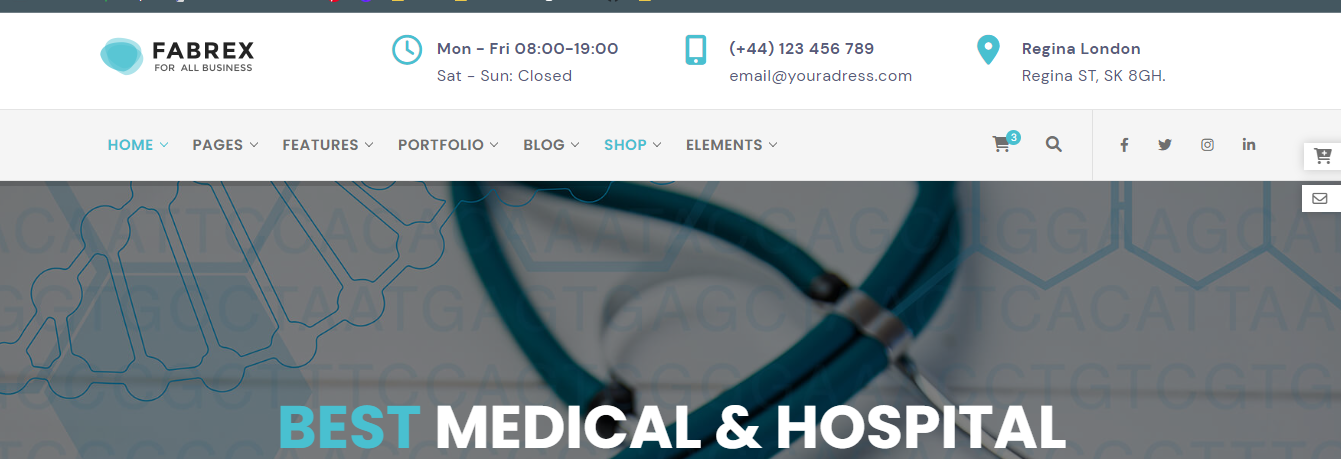 FABREX
FOR ALL BUSINESS
Mon - Fri 08:00-19:00
Sat - Sun: Closed
(+44) 123 456 789
email@youradress.com
Regina London
Regina ST, SK 8GH.
HOME PAGES FEATURES PORTFOLIO BLOG SHOP ELEMENTS
3
BEST MEDICAL & HOSPITAL